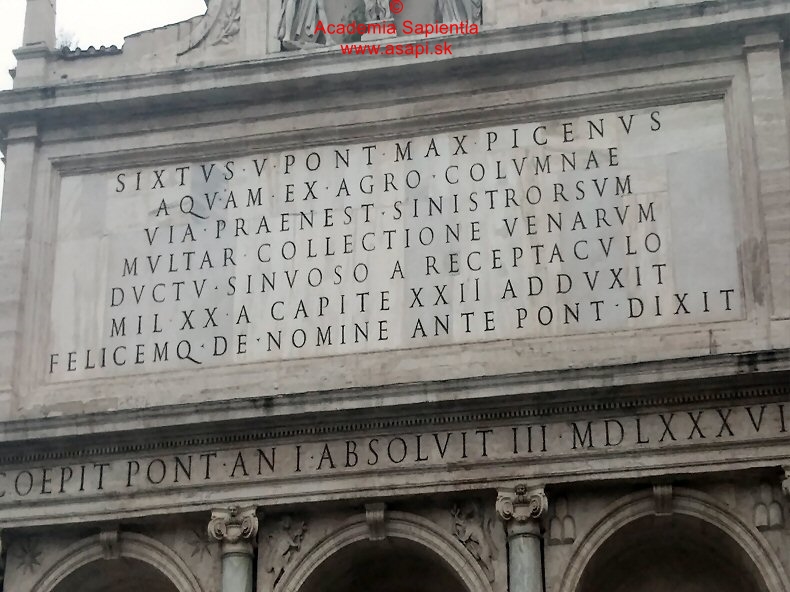 ©
Academia Sapientia
www.asapi.sk
SIXTVS · V · PONT · MAX · PICENVS
AQVAM · EX · AGRO · COLVMNAE
VIA · PRAENEST · SINISTRORSVM
MVLTAR · COLLECTIONE VENARVM
DVCTV · SINVOSO A RECEPTACVLO
MIL · XX · A CAPITE XXII ADDVXIT
FELICEMQ · DE · NOMINE ANTE PONT · DIXIT
COEPIT PONT · AN · I · ABSOLVIT III · MDLXXXVI